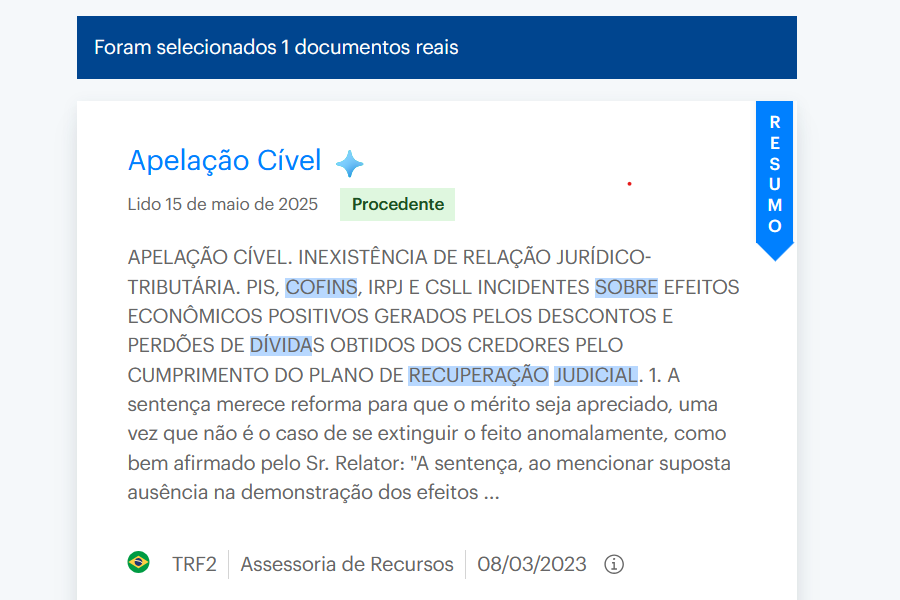 Foram selecionados 1 documentos reais
Apelação Cível
Lido 15 de maio de 2025 Procedente
RESUMO
APELAÇÃO CÍVEL. INEXISTÊNCIA DE RELAÇÃO JURÍDICO-
TRIBUTÁRIA. PIS, COFINS, IRPJ E CSLL INCIDENTES SOBRE EFEITOS
ECONÔMICOS POSITIVOS GERADOS PELOS DESCONTOS E
PERDÕES DE DÍVIDAS OBTIDOS DOS CREDORES PELO
CUMPRIMENTO DO PLANO DE RECUPERAÇÃO JUDICIAL. 1. A
sentença merece reforma para que o mérito seja apreciado, uma
vez que não é o caso de se extinguir o feito anomalamente, como
bem afirmado pelo Sr. Relator: "A sentença, ao mencionar suposta
ausência na demonstração dos efeitos ...
TRF2 Assessoria de Recursos 08/03/2023